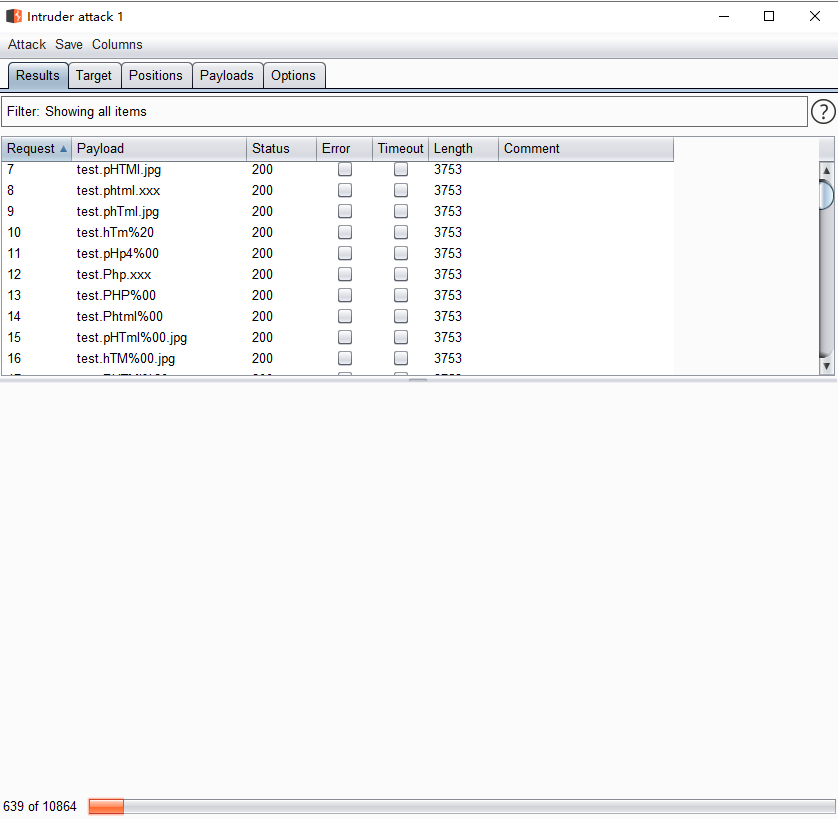 Intruder attack 1
Attack Save Columns
Results Target Positions Payloads Options
Filter: Showing all items ?
Request Payload Status Error Timeout Length Comment
7 test.pHTMl.jpg 200 3753
8 test.phtml.xxx 200 3753
9 test.phTml.jpg 200 3753
10 test.hTm%20 200 3753
11 test.pHp4%00 200 3753
12 test.Php.xxx 200 3753
13 test.PHP%00 200 3753
14 test.Phtml%00 200 3753
15 test.pHTml%00.jpg 200 3753
16 test.hTM%00.jpg 200 3753
639 of 10864